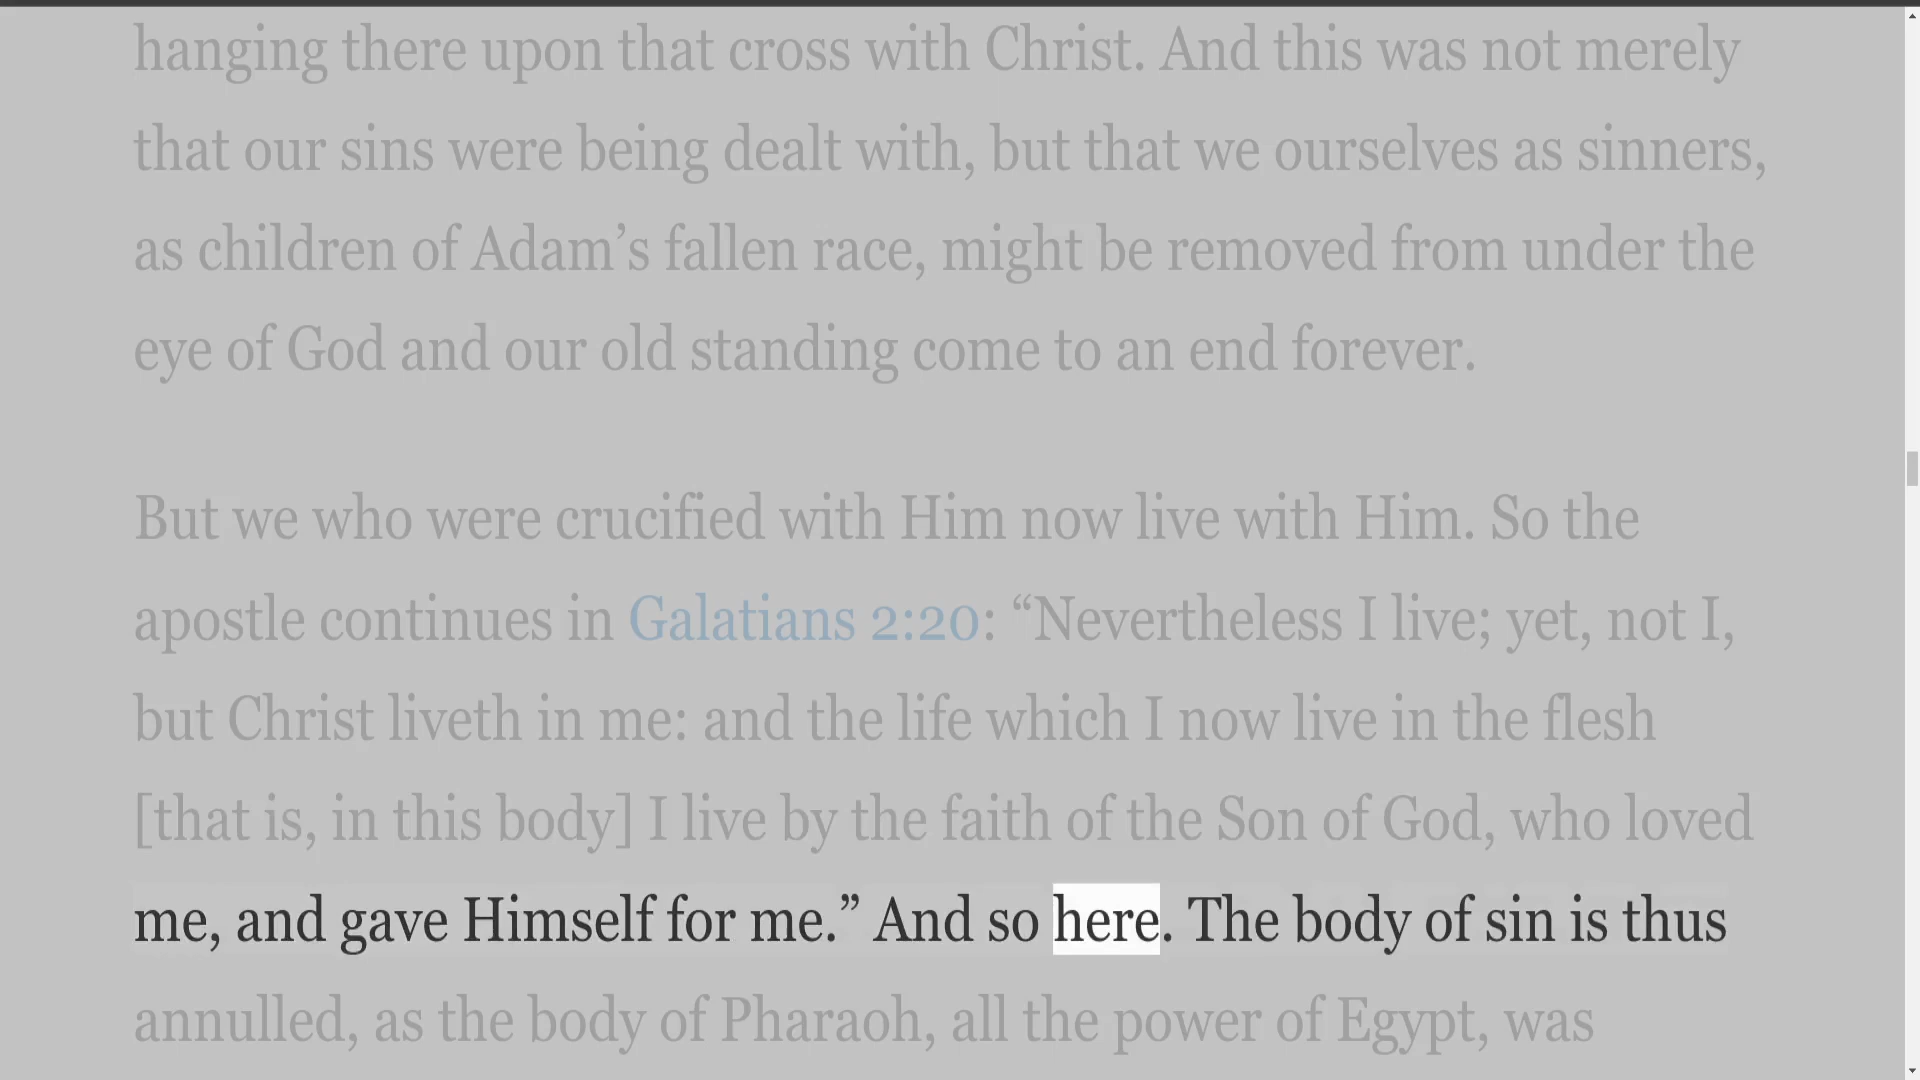 hanging there upon that cross with Christ. And this was not merely
that our sins were being dealt with, but that we ourselves as sinners,
as children of Adam’s fallen race, might be removed from under the
eye of God and our old standing come to an end forever.
But we who were crucified with Him now live with Him. So the
apostle continues in Galatians 2:20: “Nevertheless I live; yet, not I,
but Christ liveth in me: and the life which I now live in the flesh
[that is, in this body] I live by the faith of the Son of God, who loved
me, and gave Himself for me.” And so here. The body of sin is thus
annulled, as the body of Pharaoh, all the power of Egypt, was